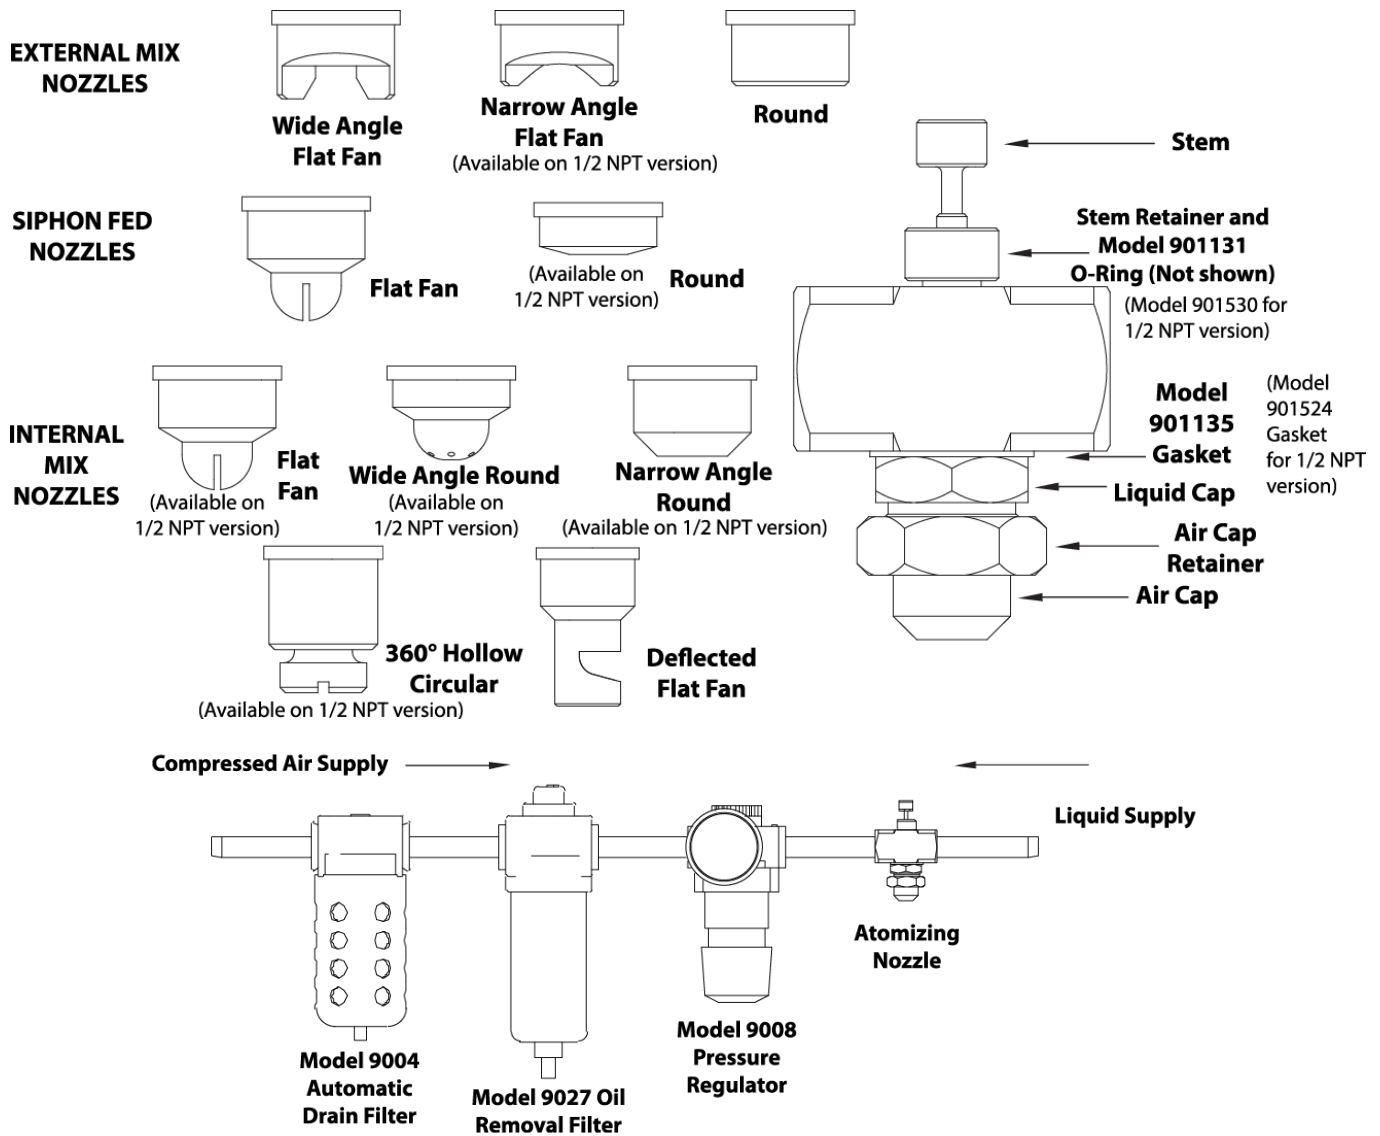 EXTERNAL MIX
NOZZLES
Wide Angle
Flat Fan
Narrow Angle
Flat Fan
(Available on 1/2 NPT version)
Round
Stem
SIPHON FED
NOZZLES
Flat Fan
(Available on
1/2 NPT version)
Round
Stem Retainer and
Model 901131
O-Ring (Not shown)
(Model 901530 for
1/2 NPT version)
INTERNAL
MIX
NOZZLES
Flat
Fan
(Available on
1/2 NPT version)
Wide Angle Round
(Available on
1/2 NPT version)
Narrow Angle
Round
(Available on 1/2 NPT version)
Model
901135
Gasket
(Model
901524
Gasket
for 1/2 NPT
version)
Liquid Cap
Air Cap
Retainer
Air Cap
360° Hollow
Circular
(Available on 1/2 NPT version)
Deflected
Flat Fan
Compressed Air Supply
Liquid Supply
Atomizing
Nozzle
Model 9004
Automatic
Drain Filter
Model 9027 Oil
Removal Filter
Model 9008
Pressure
Regulator